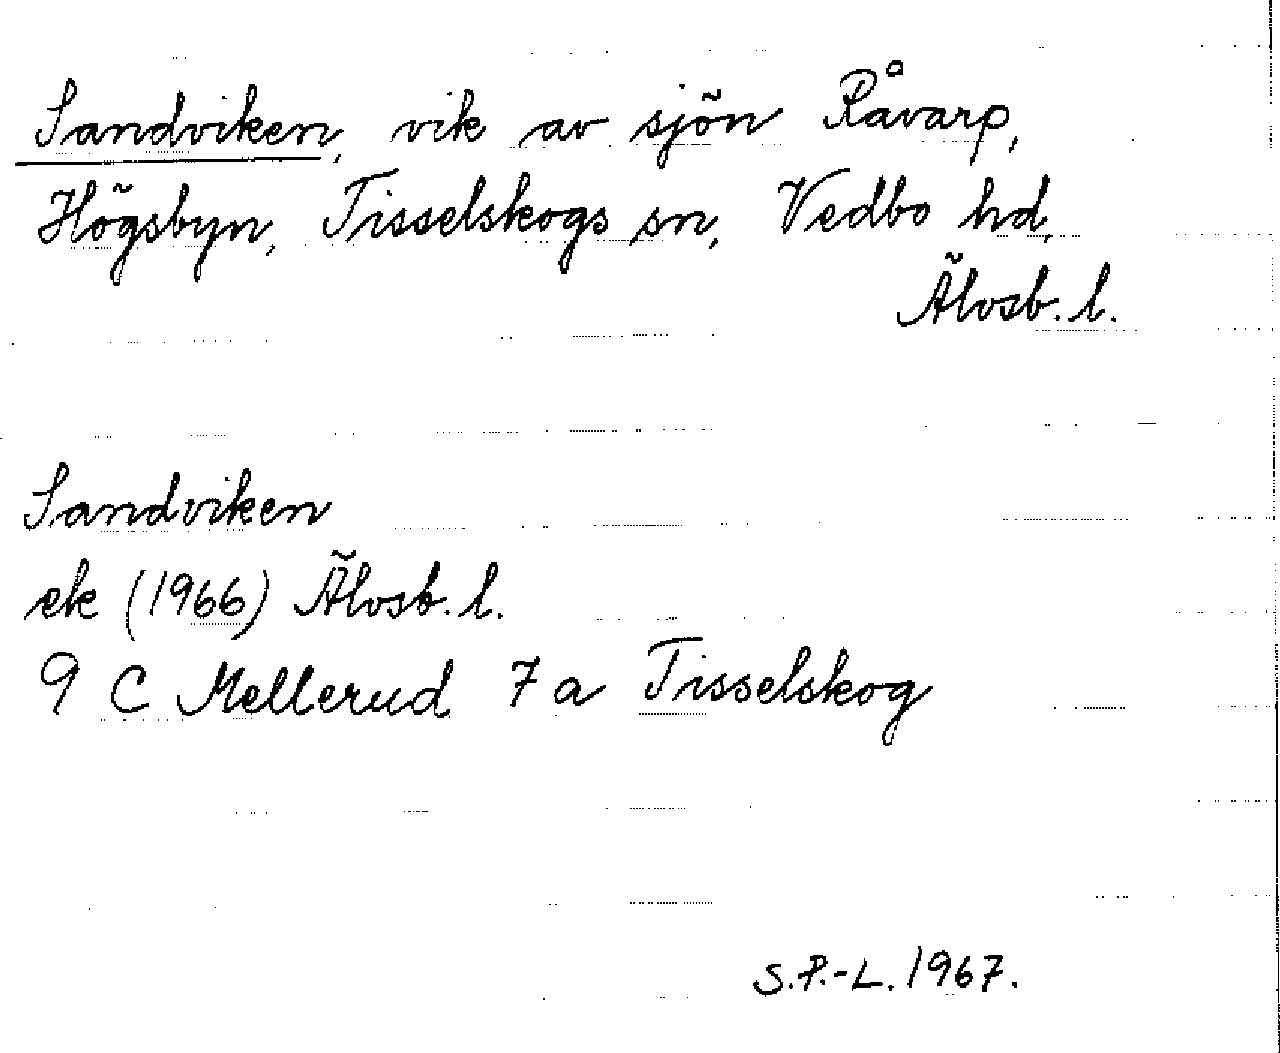 Sandviken, vik av sjön Råvarp,
Högsbyn, Tisselskogs sn, Vedbo hd,
Älvsb. l.
Sandviken
ek (1966) Älvsb. l.
9 C Mellerud 7 a Tisselskog
S.P.-L. 1967.